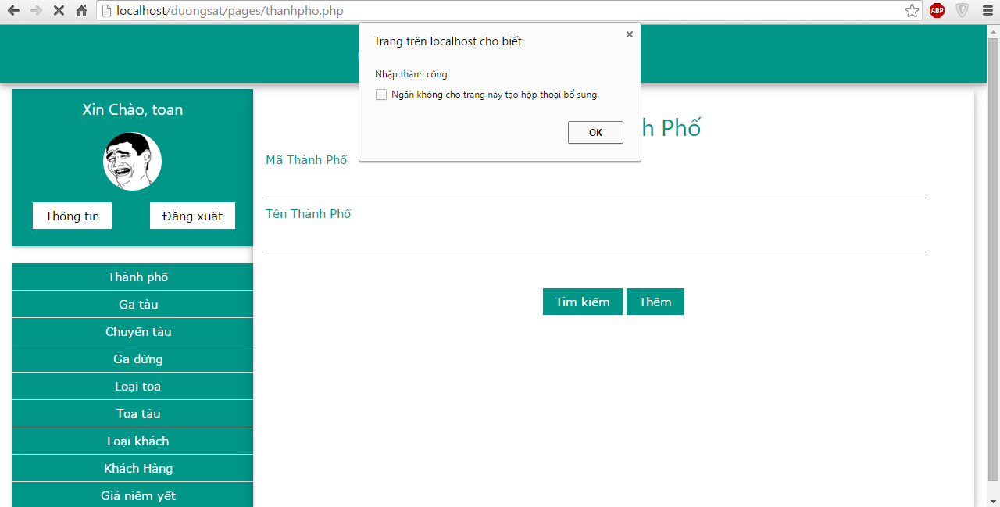 localhost/duongsat/pages/thanhpho.php
ABP
Trang trên localhost cho biết:
Nhập thành công
Ngăn không cho trang này tạo hộp thoại bổ sung.
OK
Xin Chào, toan
Thông tin
Đăng xuất
Thành phố
Ga tàu
Chuyến tàu
Ga dừng
Loại toa
Toa tàu
Loại khách
Khách Hàng
Giá niêm yết
h Phố
Mã Thành Phố
Tên Thành Phố
Tìm kiếm
Thêm